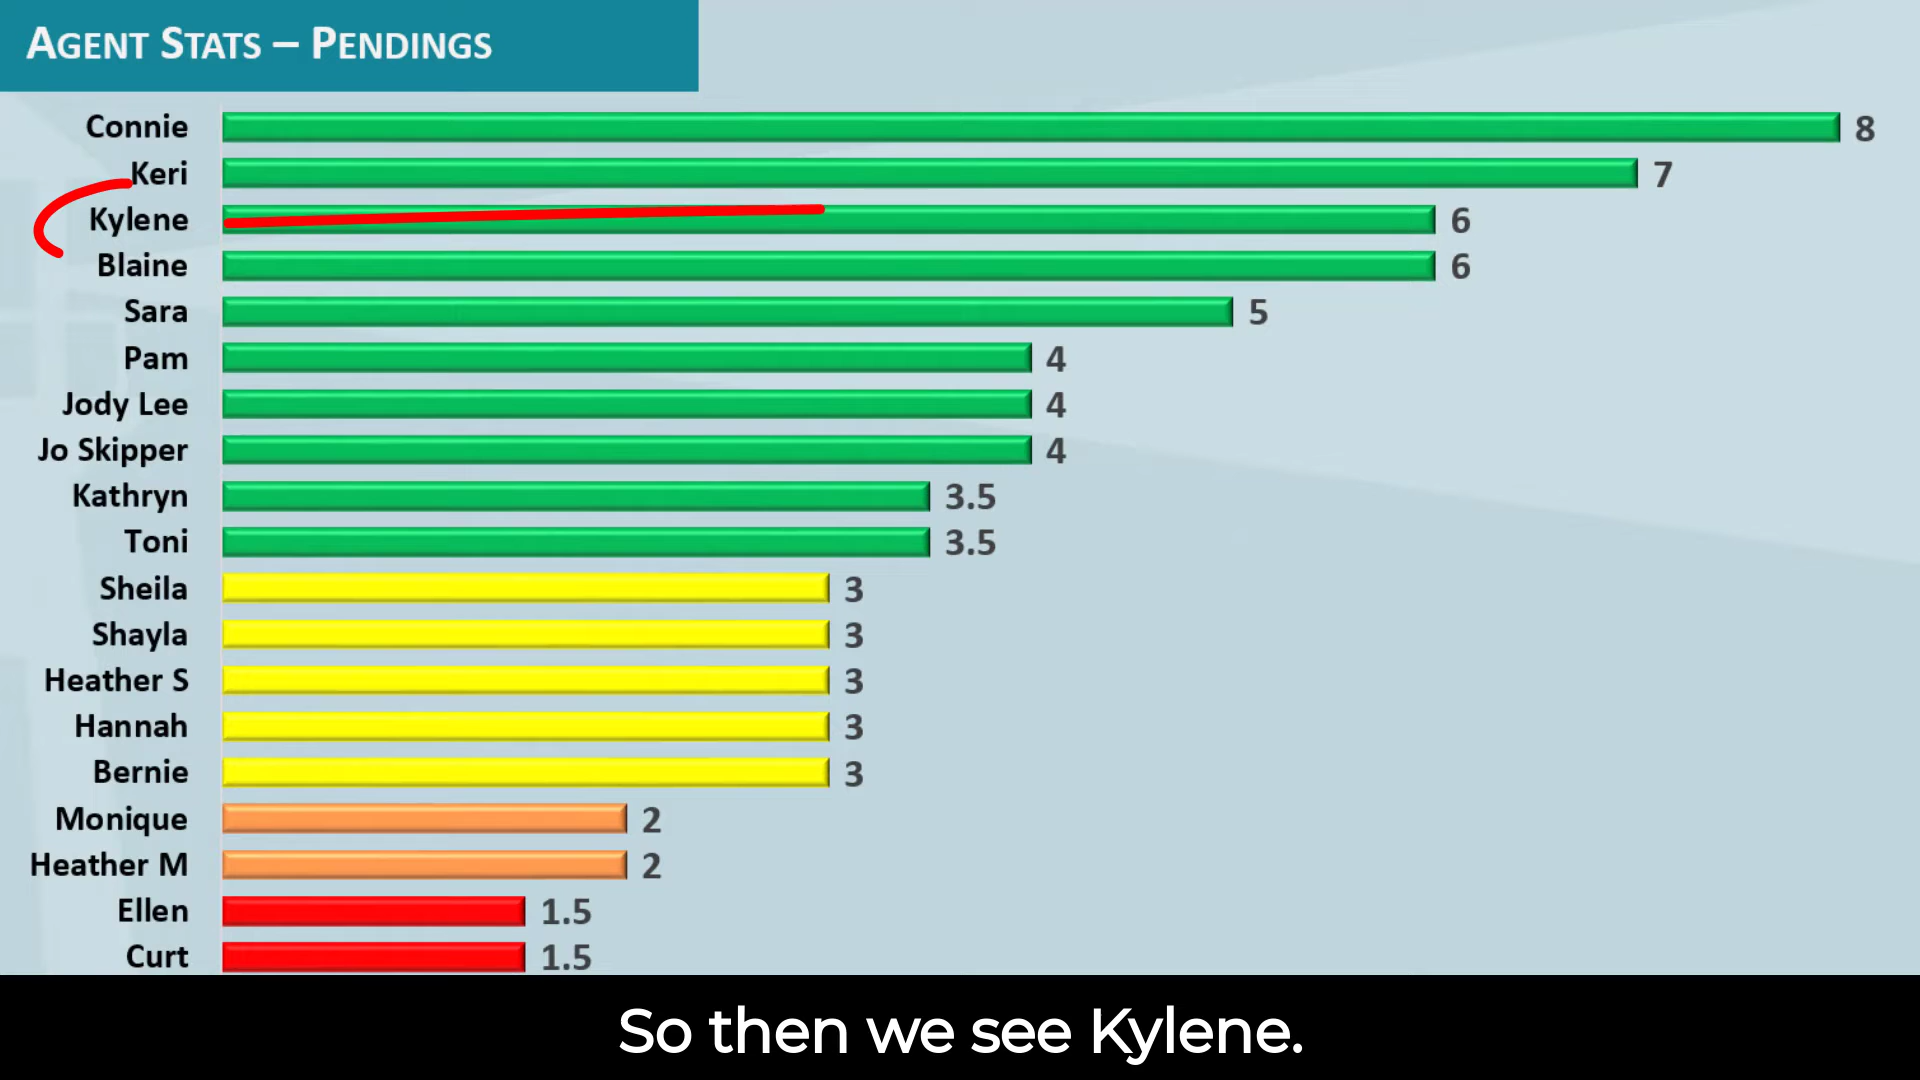 AGENT STATS – PENDINGS
Connie 8
Keri 7
Kylene 6
Blaine 6
Sara 5
Pam 4
Jody Lee 4
Jo Skipper 4
Kathryn 3.5
Toni 3.5
Sheila 3
Shayla 3
Heather S 3
Hannah 3
Bernie 3
Monique 2
Heather M 2
Ellen 1.5
Curt 1.5
So then we see Kylene.